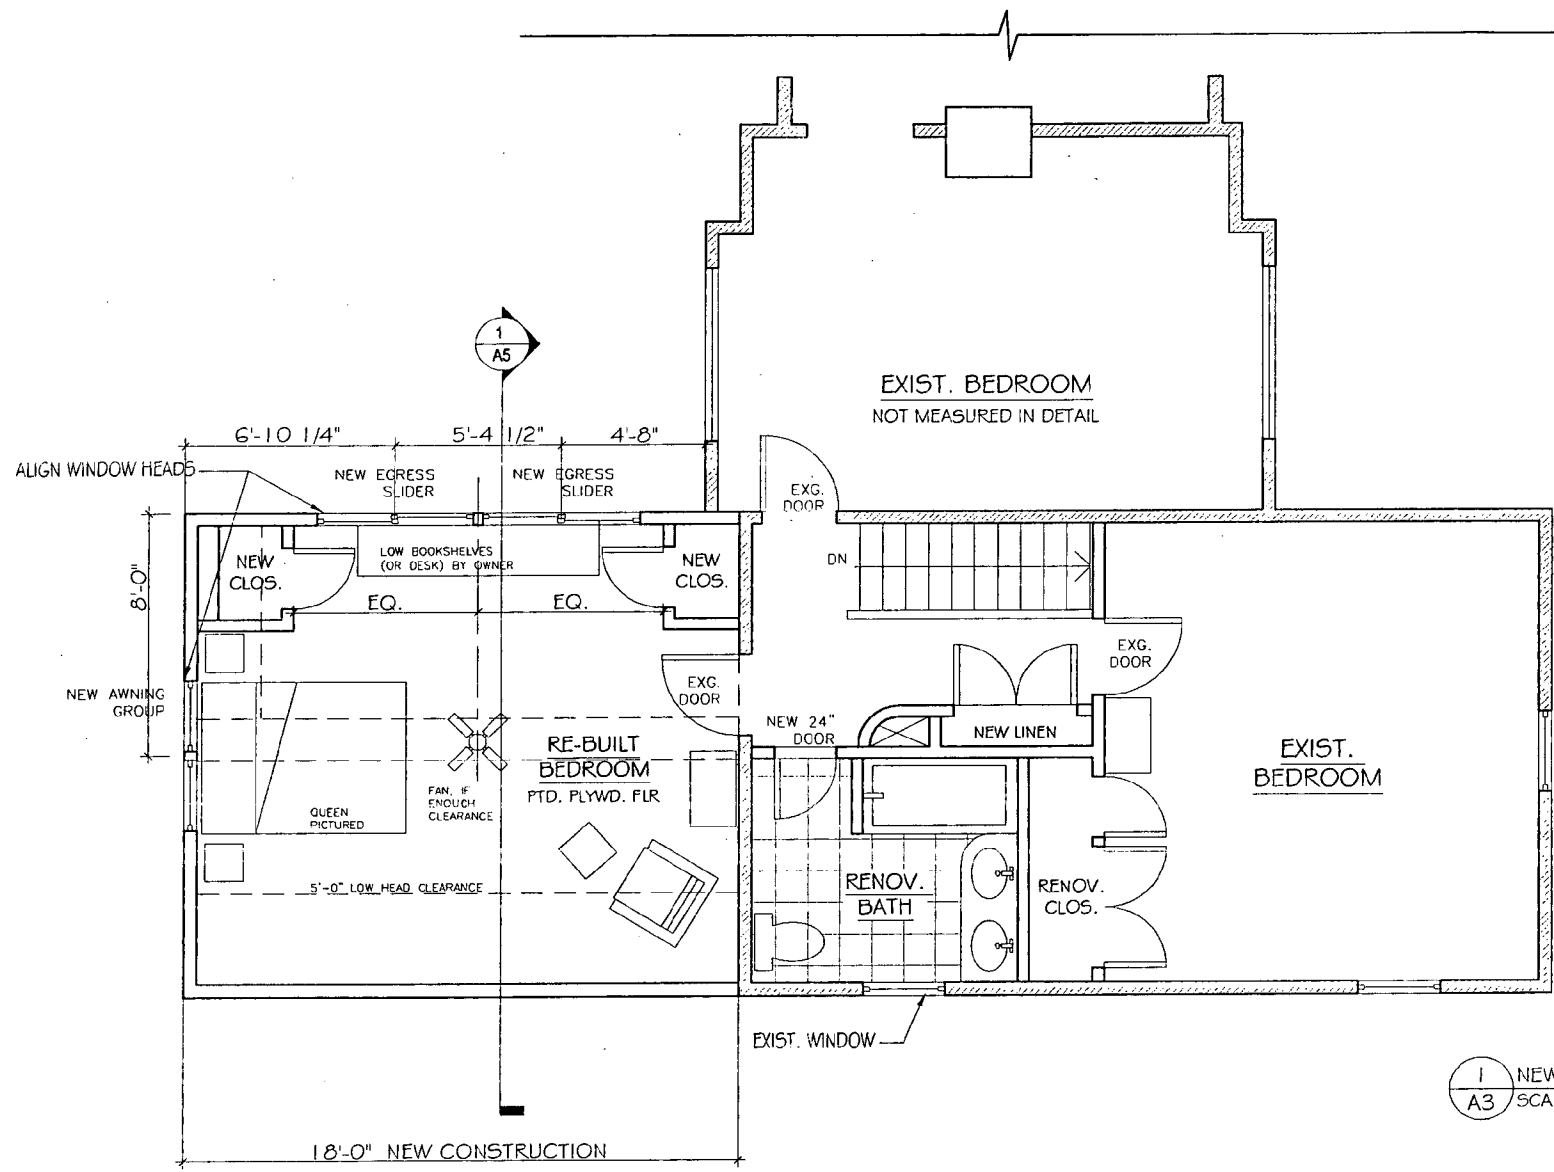 1
A5
EXIST. BEDROOM
NOT MEASURED IN DETAIL
6'-10 1/4"
5'-4 1/2"
4'-8"
ALIGN WINDOW HEADS
NEW EGRESS
SLIDER
NEW EGRESS
SLIDER
EXG.
DOOR
8'-0"
NEW
CLOS.
LOW BOOKSHELVES
(OR DESK) BY OWNER
NEW
CLOS.
DN
EQ.
EQ.
EXG.
DOOR
NEW AWNING
GROUP
EXG.
DOOR
NEW 24"
DOOR
NEW LINEN
RE-BUILT
BEDROOM
PTD. PLYWD. FLR
EXIST.
BEDROOM
FAN, IF
ENOUGH
CLEARANCE
QUEEN
PICTURED
5'-0" LOW HEAD CLEARANCE
RENOV.
BATH
RENOV.
CLOS.
EXIST. WINDOW
1
A3
NEW
SCA
18'-0" NEW CONSTRUCTION